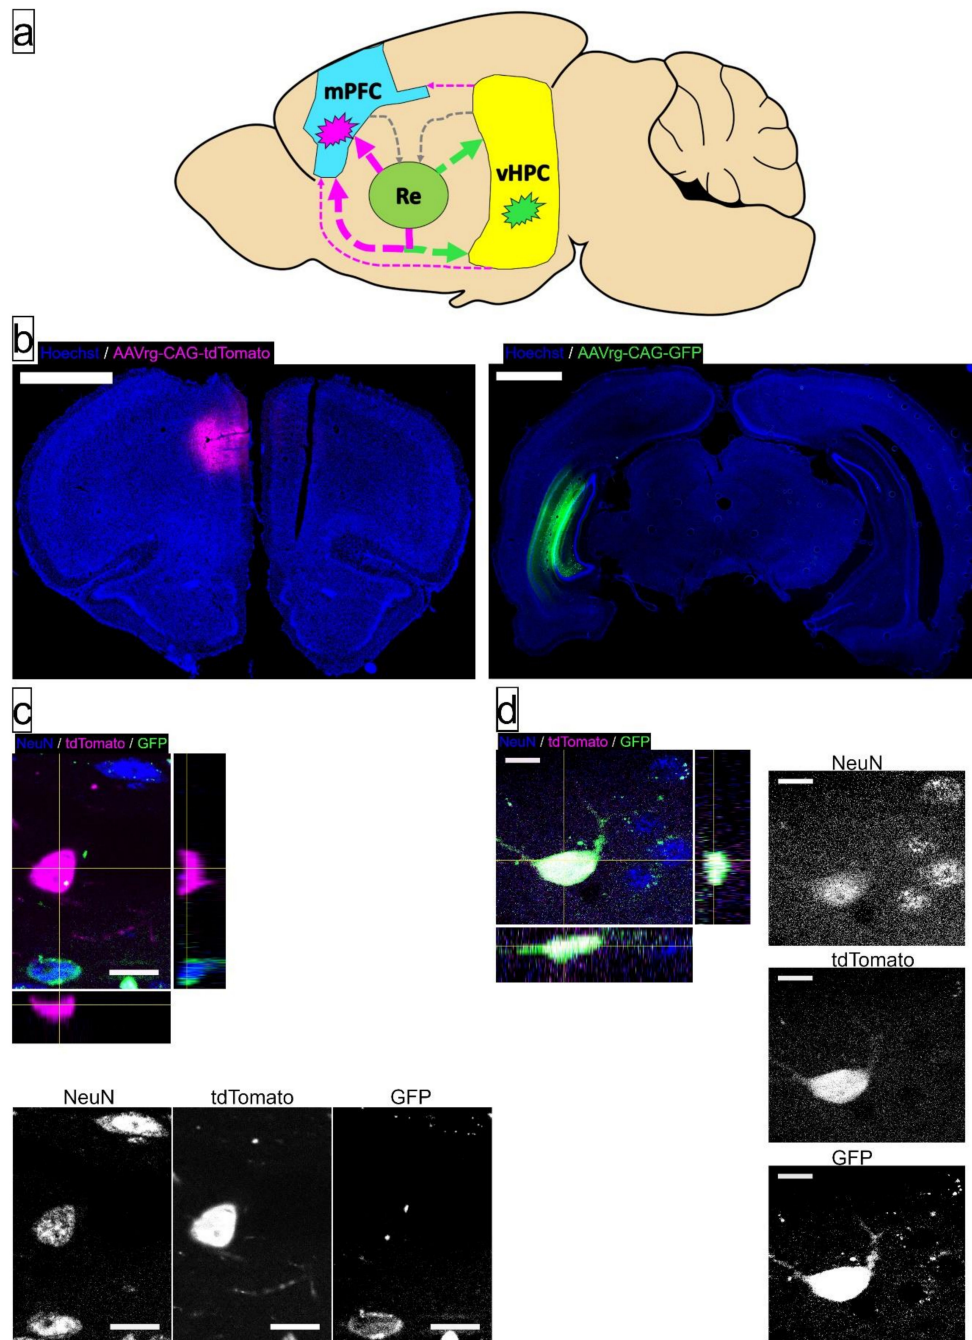 a
mPFC
vHPC
Re
b
Hoechst / AAVrg-CAG-tdTomato
Hoechst / AAVrg-CAG-GFP
c
NeuN / tdTomato / GFP
NeuN
tdTomato
GFP
d
NeuN / tdTomato / GFP
NeuN
tdTomato
GFP